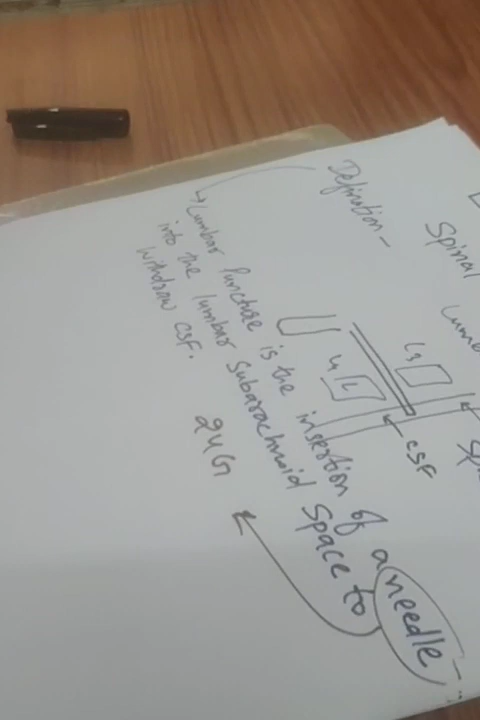 Spinal
Definition -
CSF
L3
L4
→ Lumbar Puncture is the insertion of a needle -
into the lumbar Subarachnoid Space to
Withdraw CSF.
24G